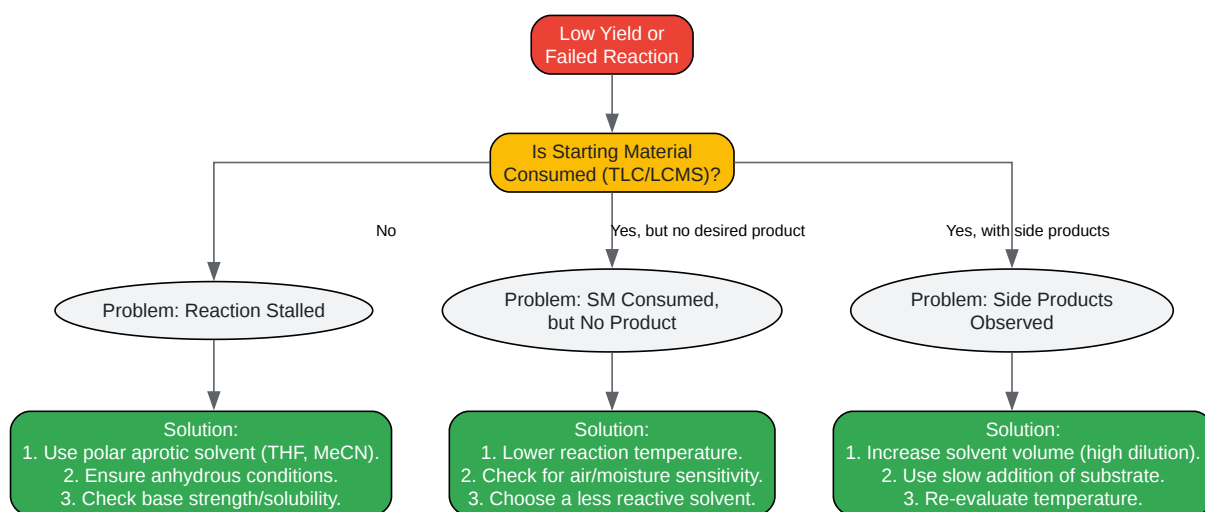 Low Yield or
Failed Reaction
Is Starting Material
Consumed (TLC/LCMS)?
No
Yes, but no desired product
Yes, with side products
Problem: Reaction Stalled
Problem: SM Consumed,
but No Product
Problem: Side Products
Observed
Solution:
1. Use polar aprotic solvent (THF, MeCN).
2. Ensure anhydrous conditions.
3. Check base strength/solubility.
Solution:
1. Lower reaction temperature.
2. Check for air/moisture sensitivity.
3. Choose a less reactive solvent.
Solution:
1. Increase solvent volume (high dilution).
2. Use slow addition of substrate.
3. Re-evaluate temperature.